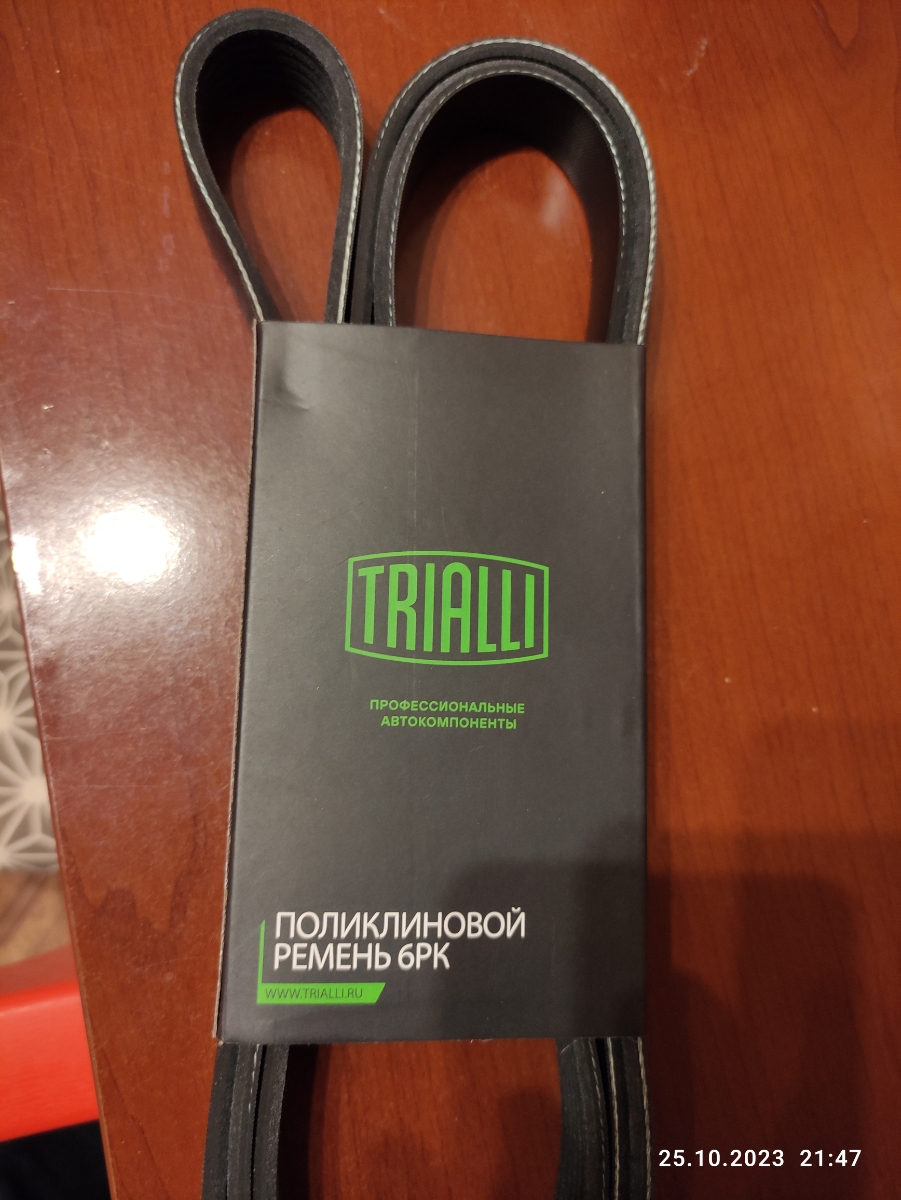 TRIALLI
ПРОФЕССИОНАЛЬНЫЕ
АВТОКОМПОНЕНТЫ
ПОЛИКЛИНОВОЙ
РЕМЕНЬ 6РК
WWW.TRIALLI.RU
25.10.2023 21:47